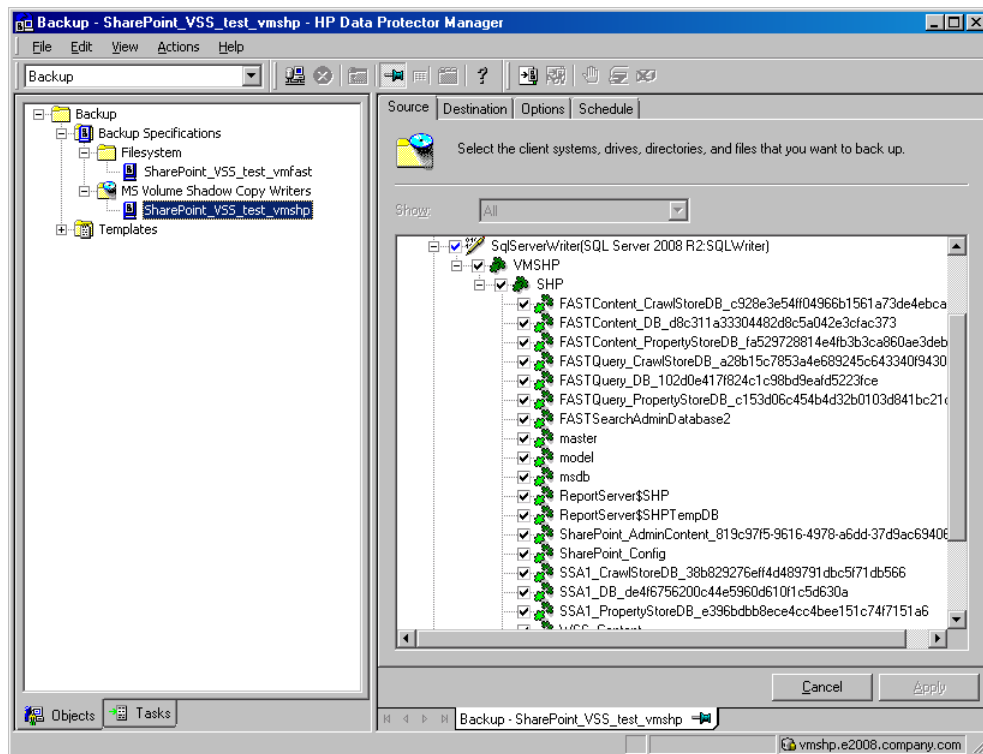 Backup - SharePoint_VSS_test_vmshp - HP Data Protector Manager
File Edit View Actions Help
Backup
Backup
Backup Specifications
Filesystem
SharePoint_VSS_test_vmfast
MS Volume Shadow Copy Writers
SharePoint_VSS_test_vmshp
Templates
Objects Tasks
Source Destination Options Schedule
Select the client systems, drives, directories, and files that you want to back up.
Show: All
SqlServerWriter(SQL Server 2008 R2:SQLWriter)
VMSHP
SHP
FASTContent_CrawlStoreDB_c928e3e54ff04966b1561a73de4ebca
FASTContent_DB_d8c311a33304482d8c5a042e3cfac373
FASTContent_PropertyStoreDB_fa529728814e4fb3b3ca860ae3deb
FASTQuery_CrawlStoreDB_a28b15c7853a4e689245c643340f9430
FASTQuery_DB_102d0e417f824c1c98bd9eafd5223fce
FASTQuery_PropertyStoreDB_c153d06c454b4d32b0103d841bc21c
FASTSearchAdminDatabase2
master
model
msdb
ReportServer$SHP
ReportServer$SHPTempDB
SharePoint_AdminContent_819c97f5-9616-4978-a6dd-37d9ac69406
SharePoint_Config
SSA1_CrawlStoreDB_38b829276eff4d489791dbc5f71db566
SSA1_DB_de4f6756200c44e5960d610f1c5d630a
SSA1_PropertyStoreDB_e396bdbb8ece4cc4bee151c74f7151a6
WSS_Content
Cancel Apply
Backup - SharePoint_VSS_test_vmshp
vmshp.e2008.company.com